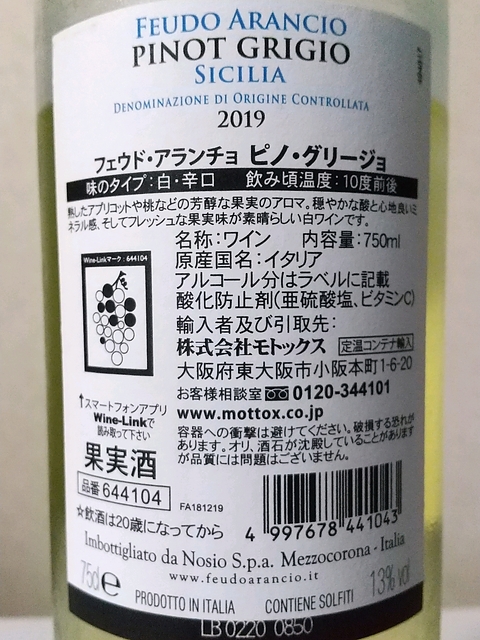 FEUDO ARANCIO
PINOT GRIGIO
SICILIA
DENOMINAZIONE DI ORIGINE CONTROLLATA
2019
フェウド・アランチョ ピノ・グリージョ
味のタイプ：白・辛口 飲み頃温度：10度前後
熟したアプリコットや桃などの芳醇な果実のアロマ。穏やかな酸と心地良いミ
ネラル感、そしてフレッシュな果実味が素晴らしい白ワインです。
名称：ワイン 内容量：750ml
Wine-Linkマーク：644104
原産国名：イタリア
アルコール分はラベルに記載
酸化防止剤(亜硫酸塩、ビタミンC)
輸入者及び引取先：
株式会社モトックス 定温コンテナ輸入
大阪府東大阪市小阪本町1-6-20
お客様相談室 0120-344101
www.mottox.co.jp
↑スマートフォンアプリ
Wine-Linkで
読み取って下さい
容器への衝撃は避けてください。破損する恐れが
あります。オリ、酒石が沈殿していることがあります
が品質には問題はございません。
果実酒
品番 644104
FA181219
☆飲酒は20歳になってから
4 997678 441043
Imbottigliato da Nosio S.p.a. Mezzocorona - Italia
www.feudoarancio.it
75cl e
13% vol
PRODOTTO IN ITALIA CONTIENE SOLFITI
LB0220 0850